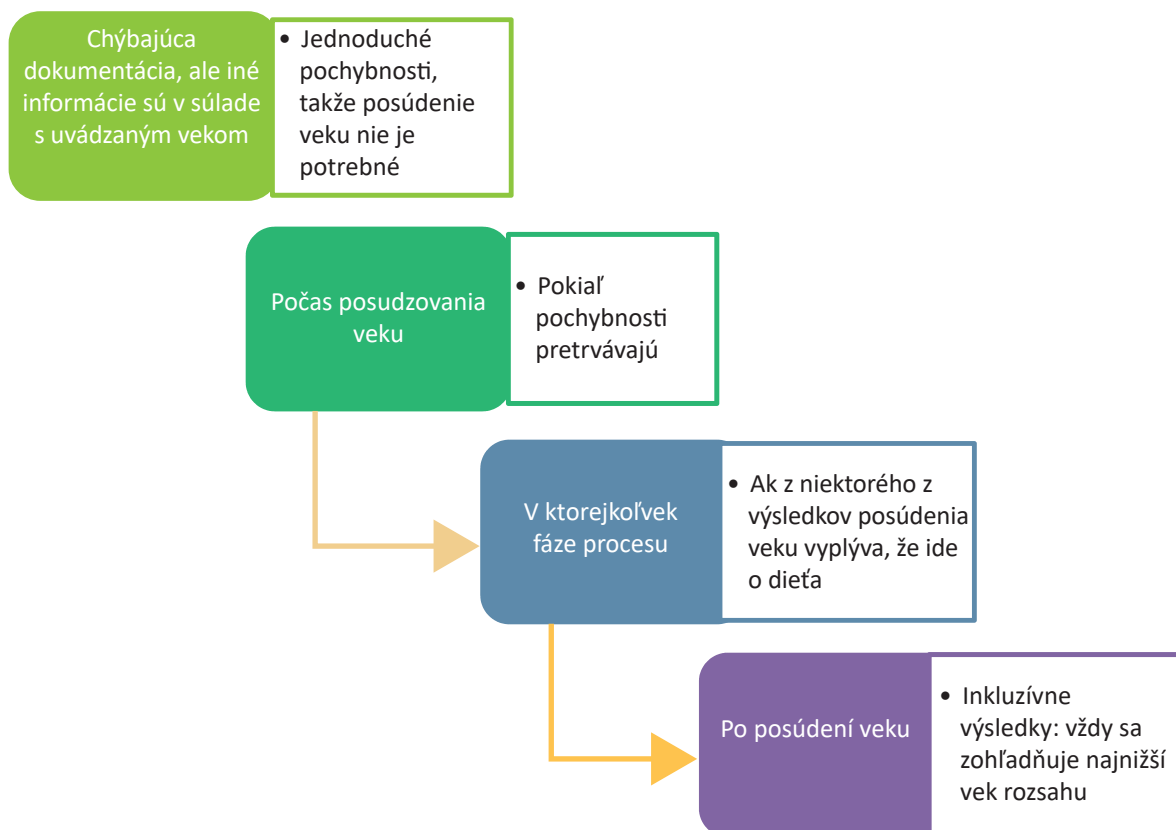 Chýbajúca
dokumentácia, ale iné
informácie sú v súlade
s uvádzaným vekom
• Jednoduché
pochybnosti,
takže posúdenie
veku nie je
potrebné
Počas posudzovania
veku
• Pokiaľ
pochybnosti
pretrvávajú
V ktorejkoľvek
fáze procesu
• Ak z niektorého z
výsledkov posúdenia
veku vyplýva, že ide
o dieťa
Po posúdení veku
• Inkluzívne
výsledky: vždy sa
zohľadňuje najnižší
vek rozsahu